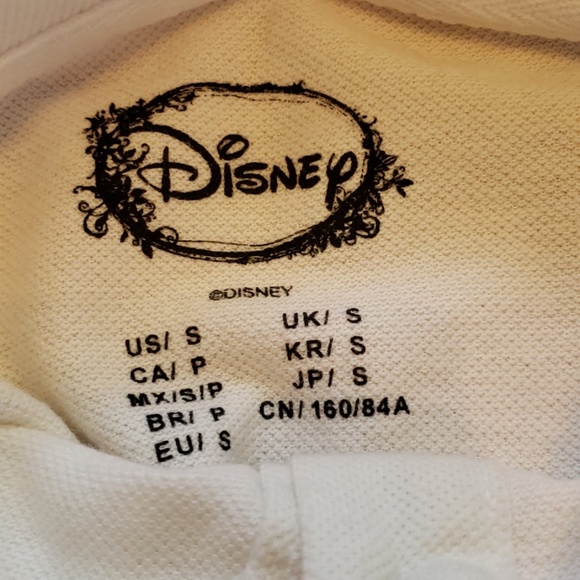 Disney
©DISNEY
US/ S
CA/ P
MX/S/P
BR/ P
EU/ S
UK/ S
KR/ S
JP/ S
CN/ 160/84A